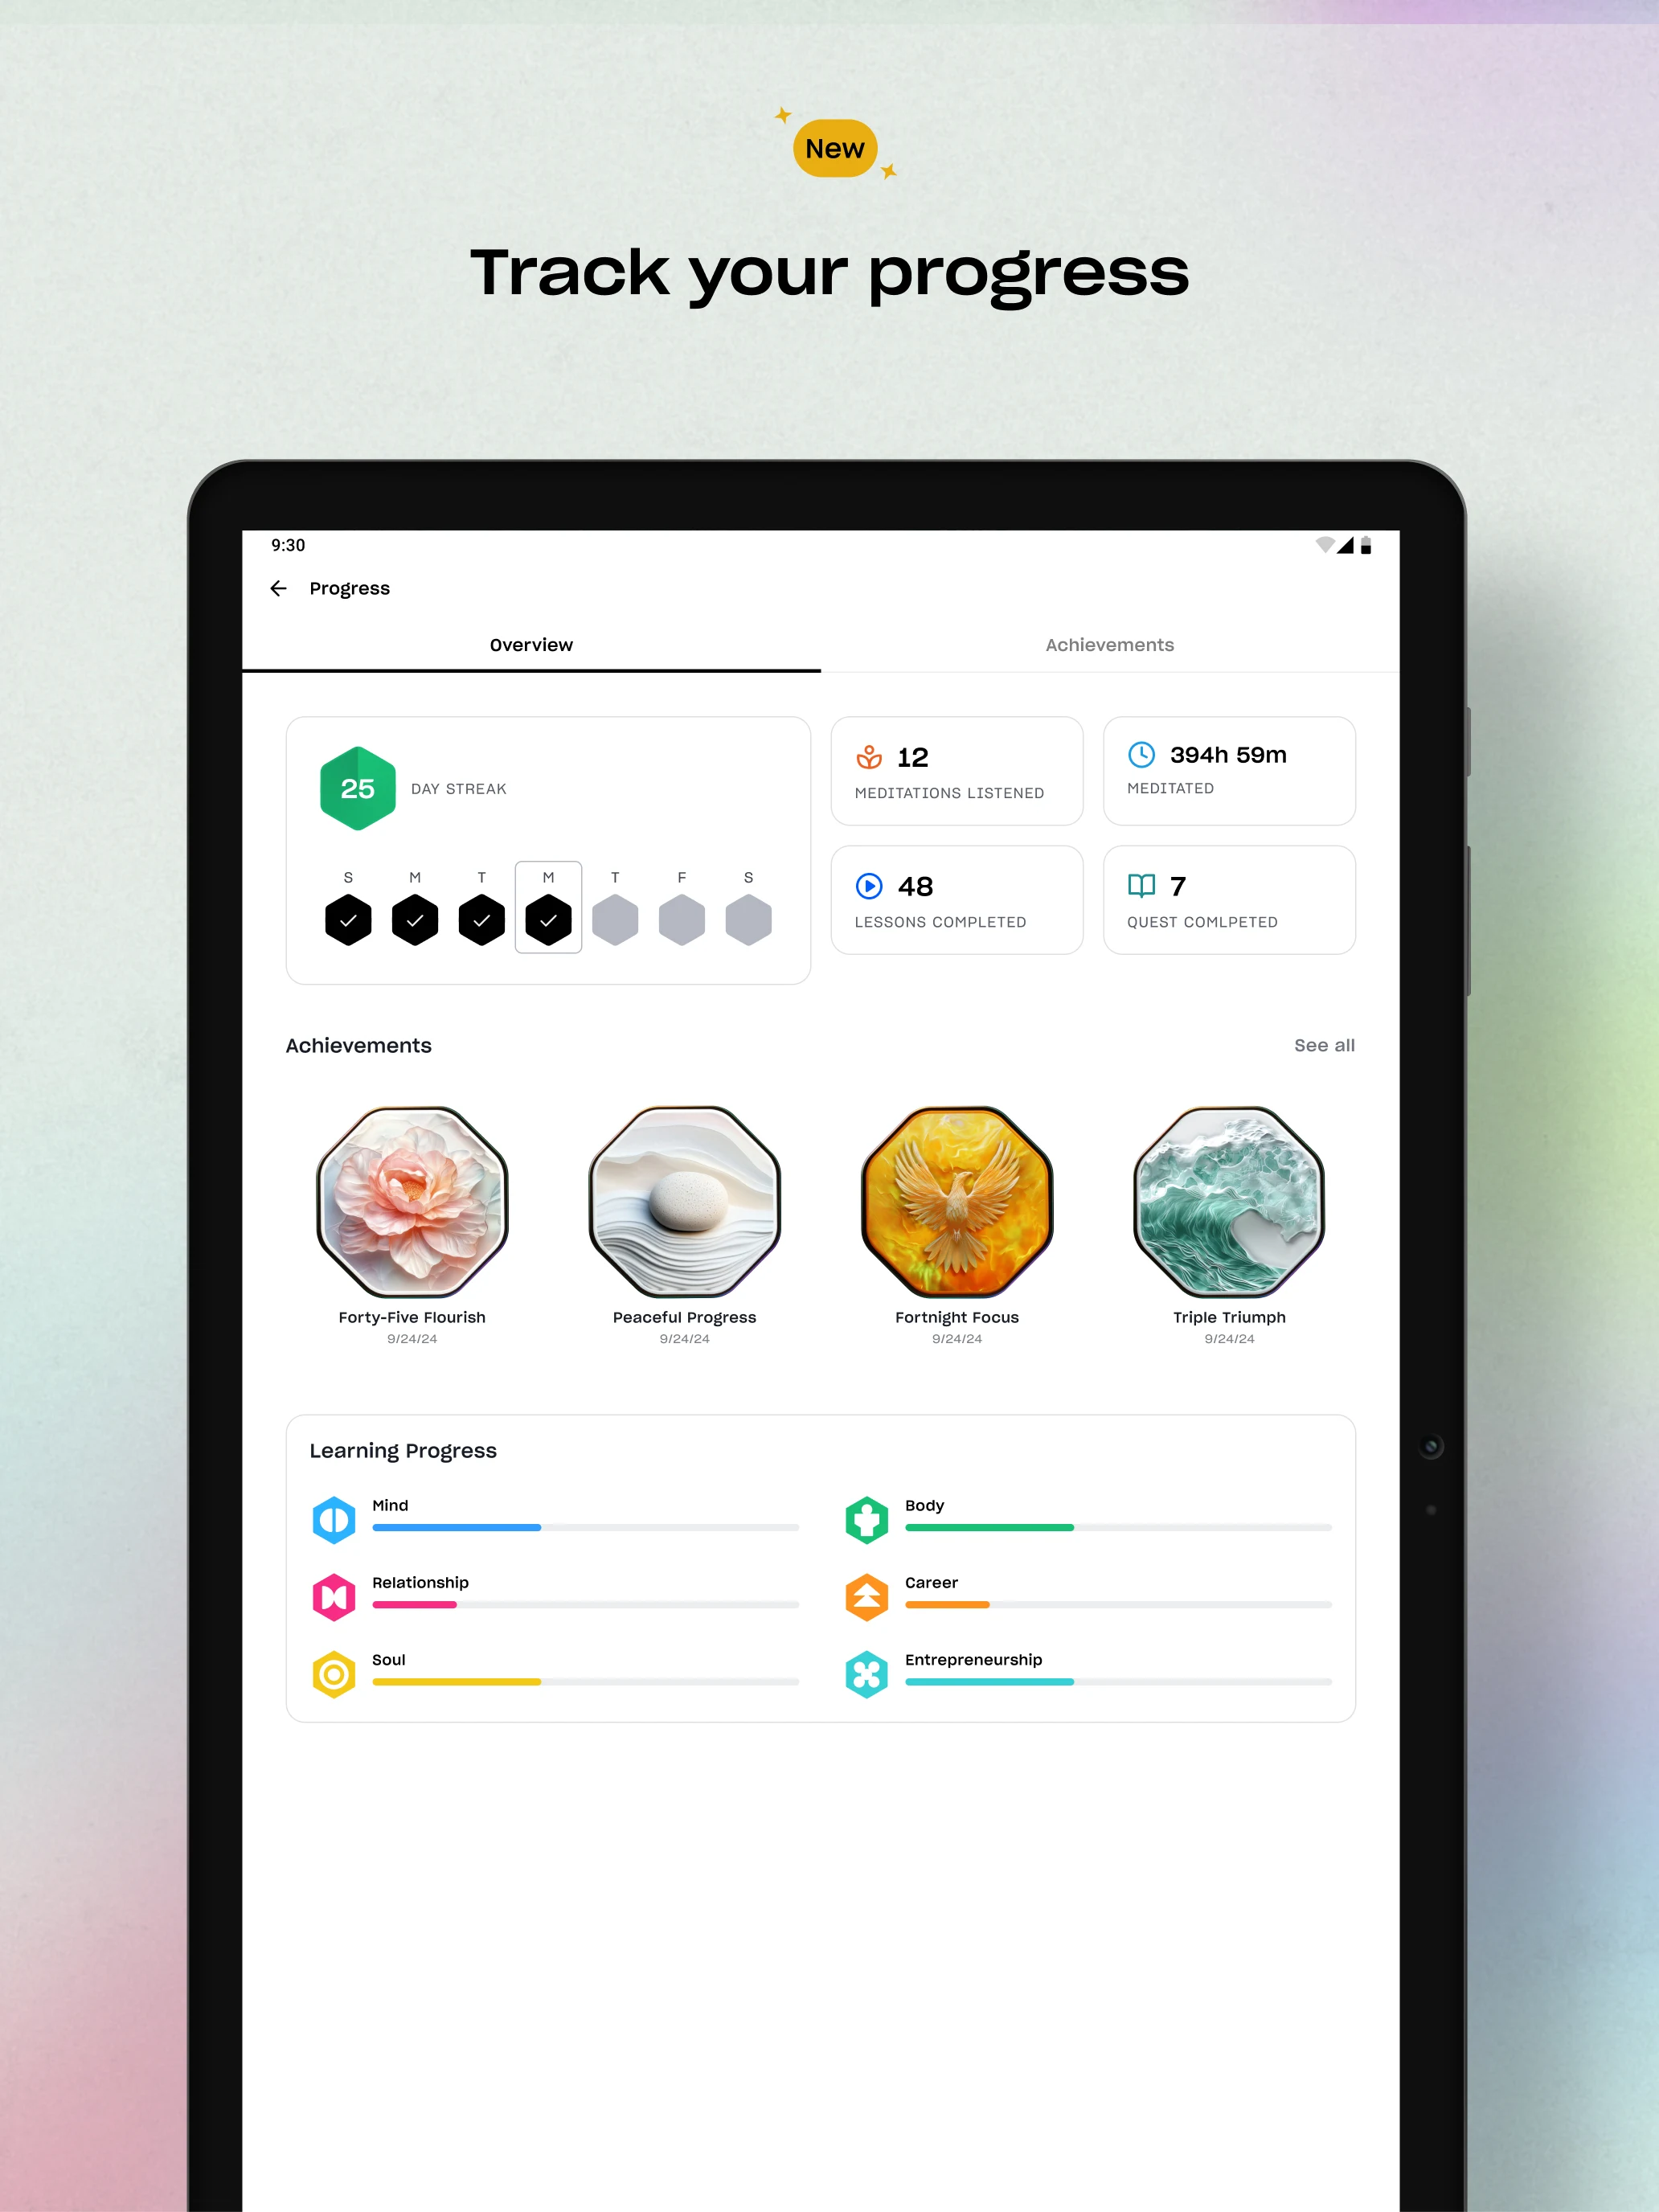 New
Track your progress
9:30
Progress
Overview
Achievements
25
DAY STREAK
S M T M T F S
12
MEDITATIONS LISTENED
394h 59m
MEDITATED
48
LESSONS COMPLETED
7
QUEST COMLPETED
Achievements
See all
Forty-Five Flourish
9/24/24
Peaceful Progress
9/24/24
Fortnight Focus
9/24/24
Triple Triumph
9/24/24
Learning Progress
Mind
Body
Relationship
Career
Soul
Entrepreneurship